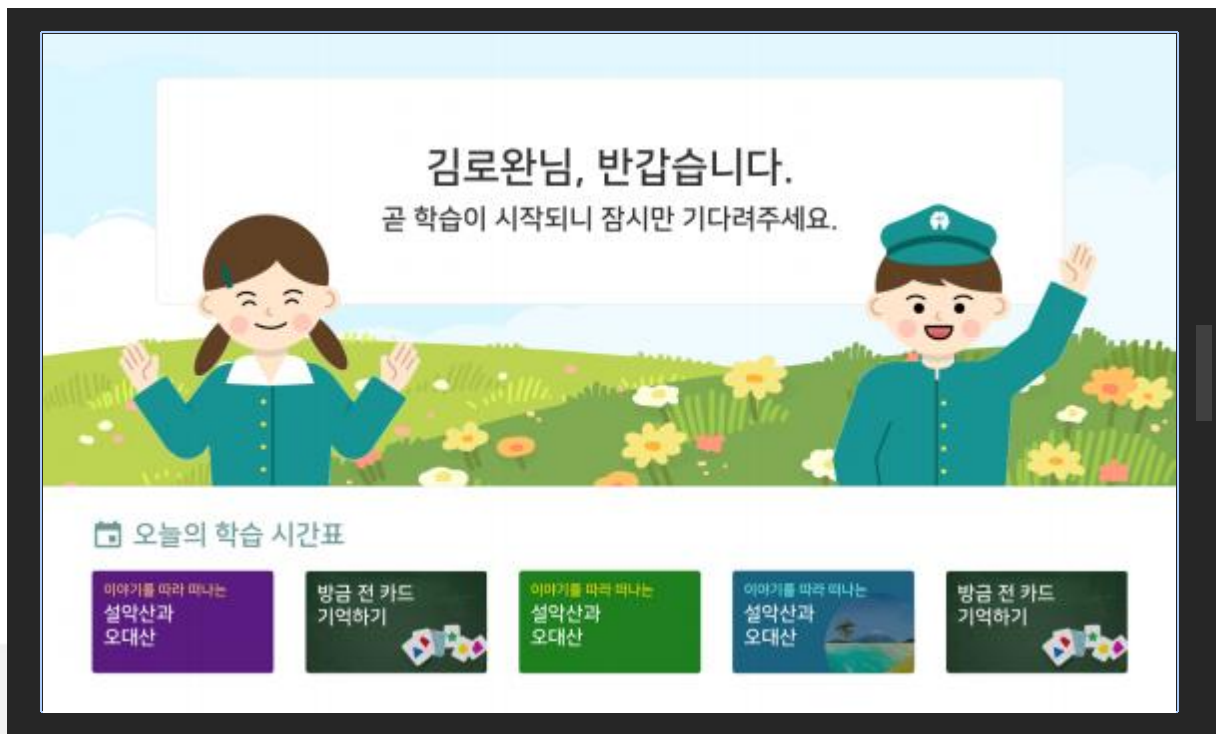 김로완님, 반갑습니다.
곧 학습이 시작되니 잠시만 기다려주세요.
오늘의 학습 시간표
이야기를 따라 떠나는
설악산과
오대산
방금 전 카드
기억하기
이야기를 따라 떠나는
설악산과
오대산
이야기를 따라 떠나는
설악산과
오대산
방금 전 카드
기억하기